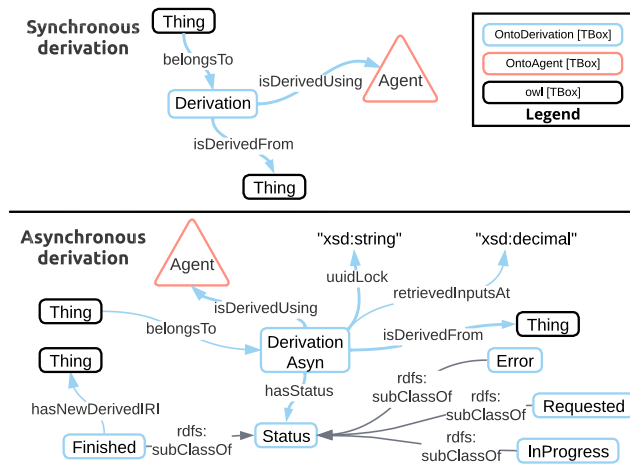 Synchronous
derivation
Thing
belongsTo
isDerivedUsing
Agent
Derivation
isDerivedFrom
Thing
OntoDerivation [TBox]
OntoAgent [TBox]
owl [TBox]
Legend
Asynchronous
derivation
Agent
"xsd:string"
"xsd:decimal"
uuidLock
retrievedInputsAt
isDerivedUsing
Thing
belongsTo
isDerivedFrom
Thing
Derivation
Asyn
Thing
Error
hasStatus
rdfs:
subClassOf
hasNewDerivedIRI
rdfs:
subClassOf
Requested
Finished
rdfs:
subClassOf
Status
rdfs:
subClassOf
InProgress